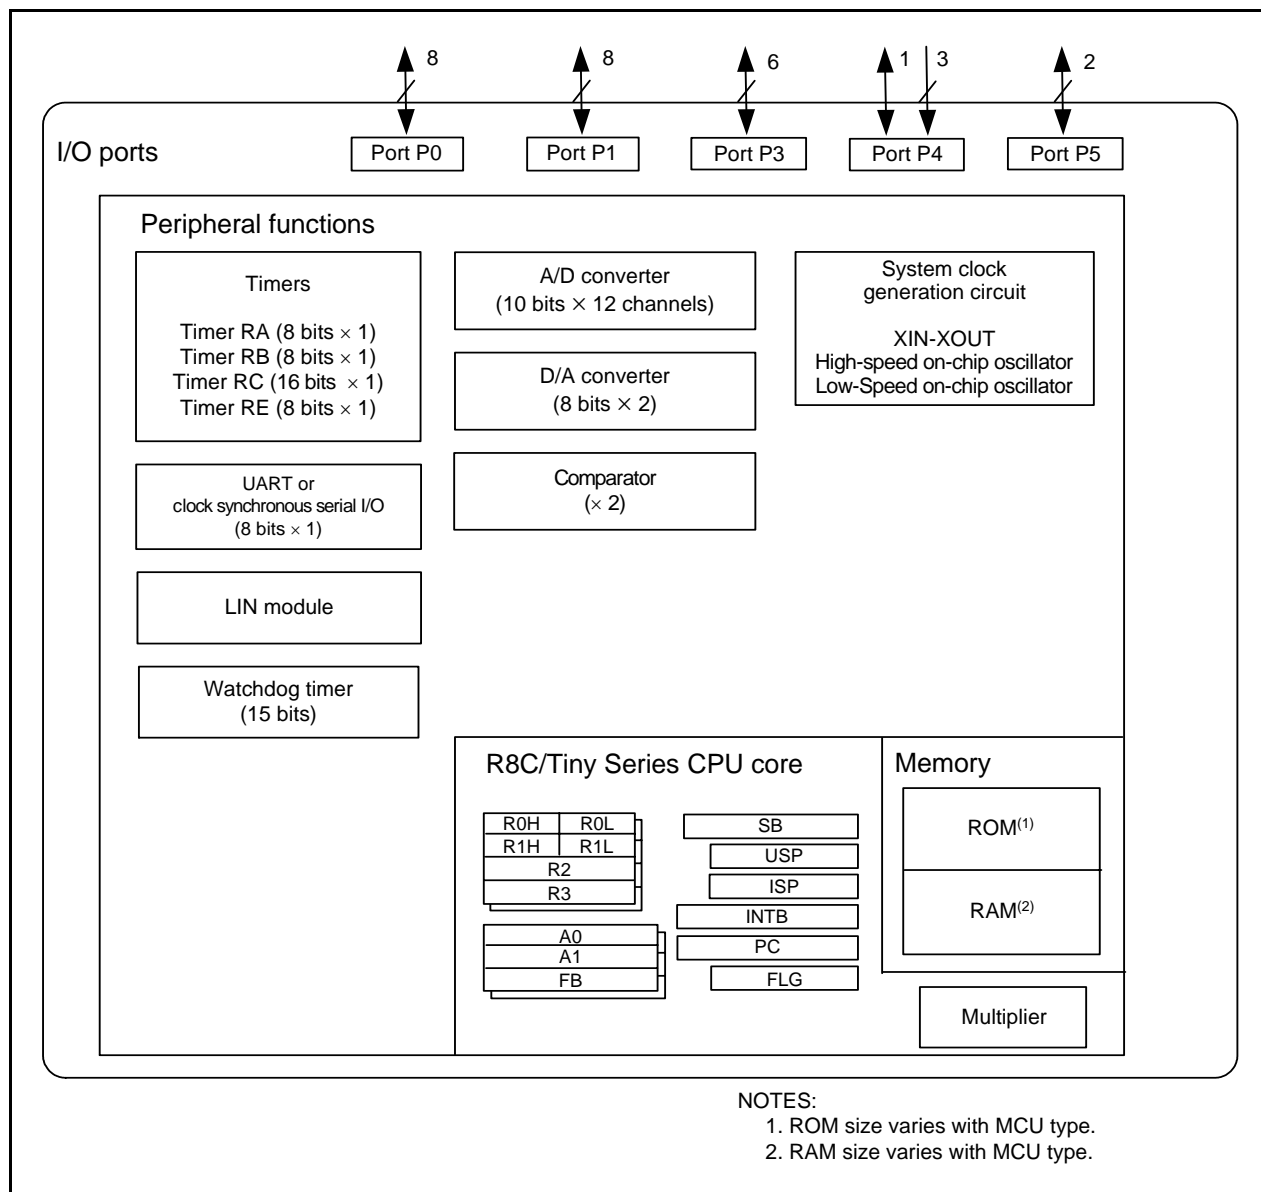 8
8
6
1
3
2
I/O ports
Port P0
Port P1
Port P3
Port P4
Port P5
Peripheral functions
Timers
Timer RA (8 bits × 1)
Timer RB (8 bits × 1)
Timer RC (16 bits × 1)
Timer RE (8 bits × 1)
UART or
clock synchronous serial I/O
(8 bits × 1)
LIN module
Watchdog timer
(15 bits)
A/D converter
(10 bits × 12 channels)
D/A converter
(8 bits × 2)
Comparator
(× 2)
System clock
generation circuit
XIN-XOUT
High-speed on-chip oscillator
Low-Speed on-chip oscillator
R8C/Tiny Series CPU core
R0H
R0L
R1H
R1L
R2
R3
A0
A1
FB
SB
USP
ISP
INTB
PC
FLG
Memory
ROM(1)
RAM(2)
Multiplier
NOTES:
1. ROM size varies with MCU type.
2. RAM size varies with MCU type.